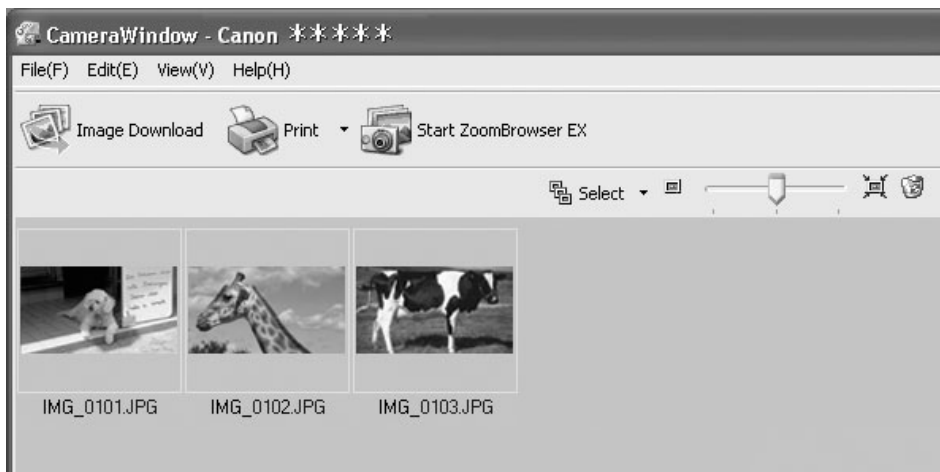 CameraWindow - Canon *****
File(F) Edit(E) View(V) Help(H)
Image Download Print Start ZoomBrowser EX
Select
IMG_0101.JPG IMG_0102.JPG IMG_0103.JPG